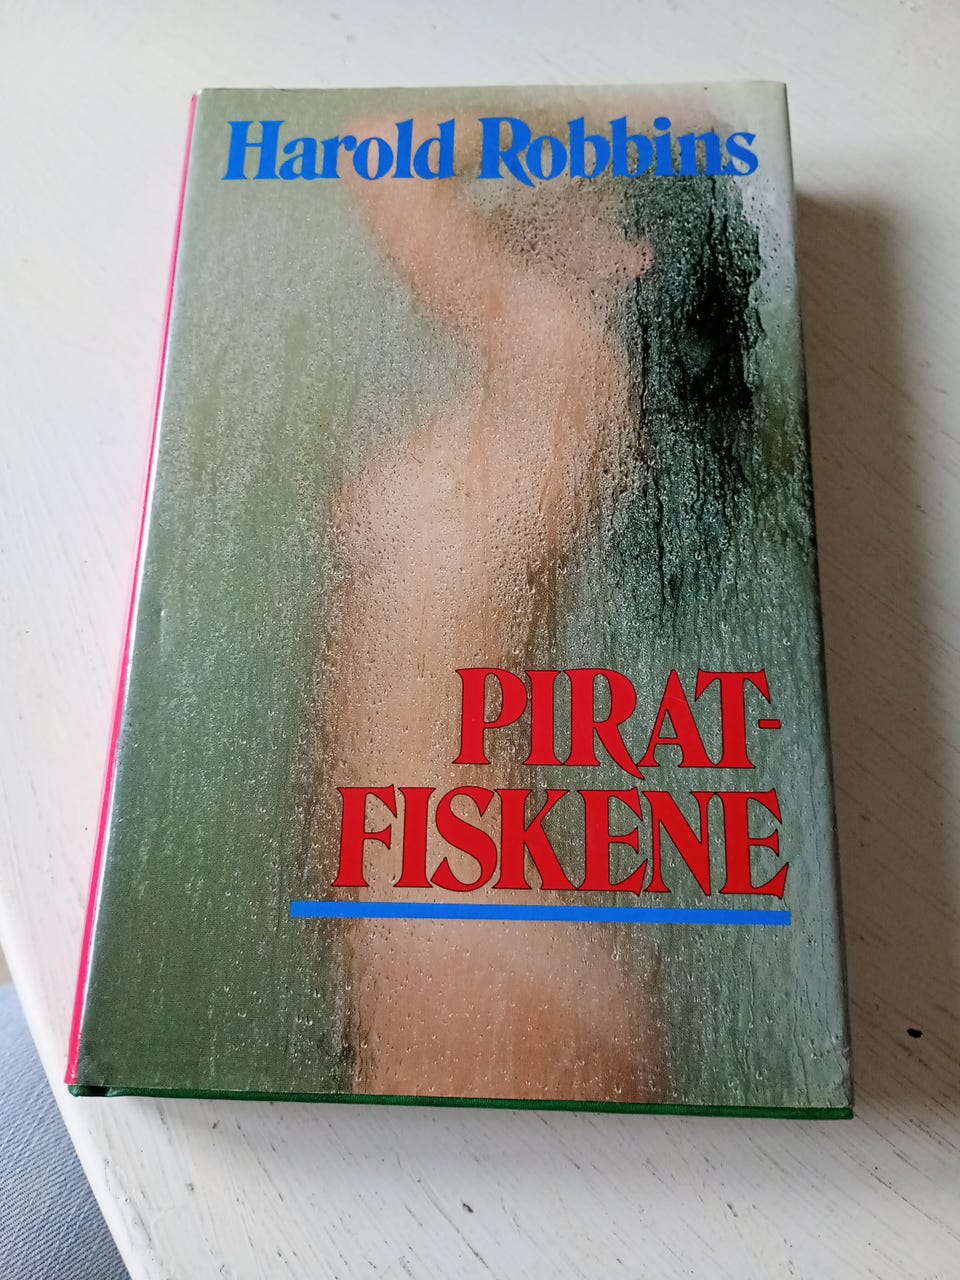 Harold Robbins
PIRAT-
FISKENE